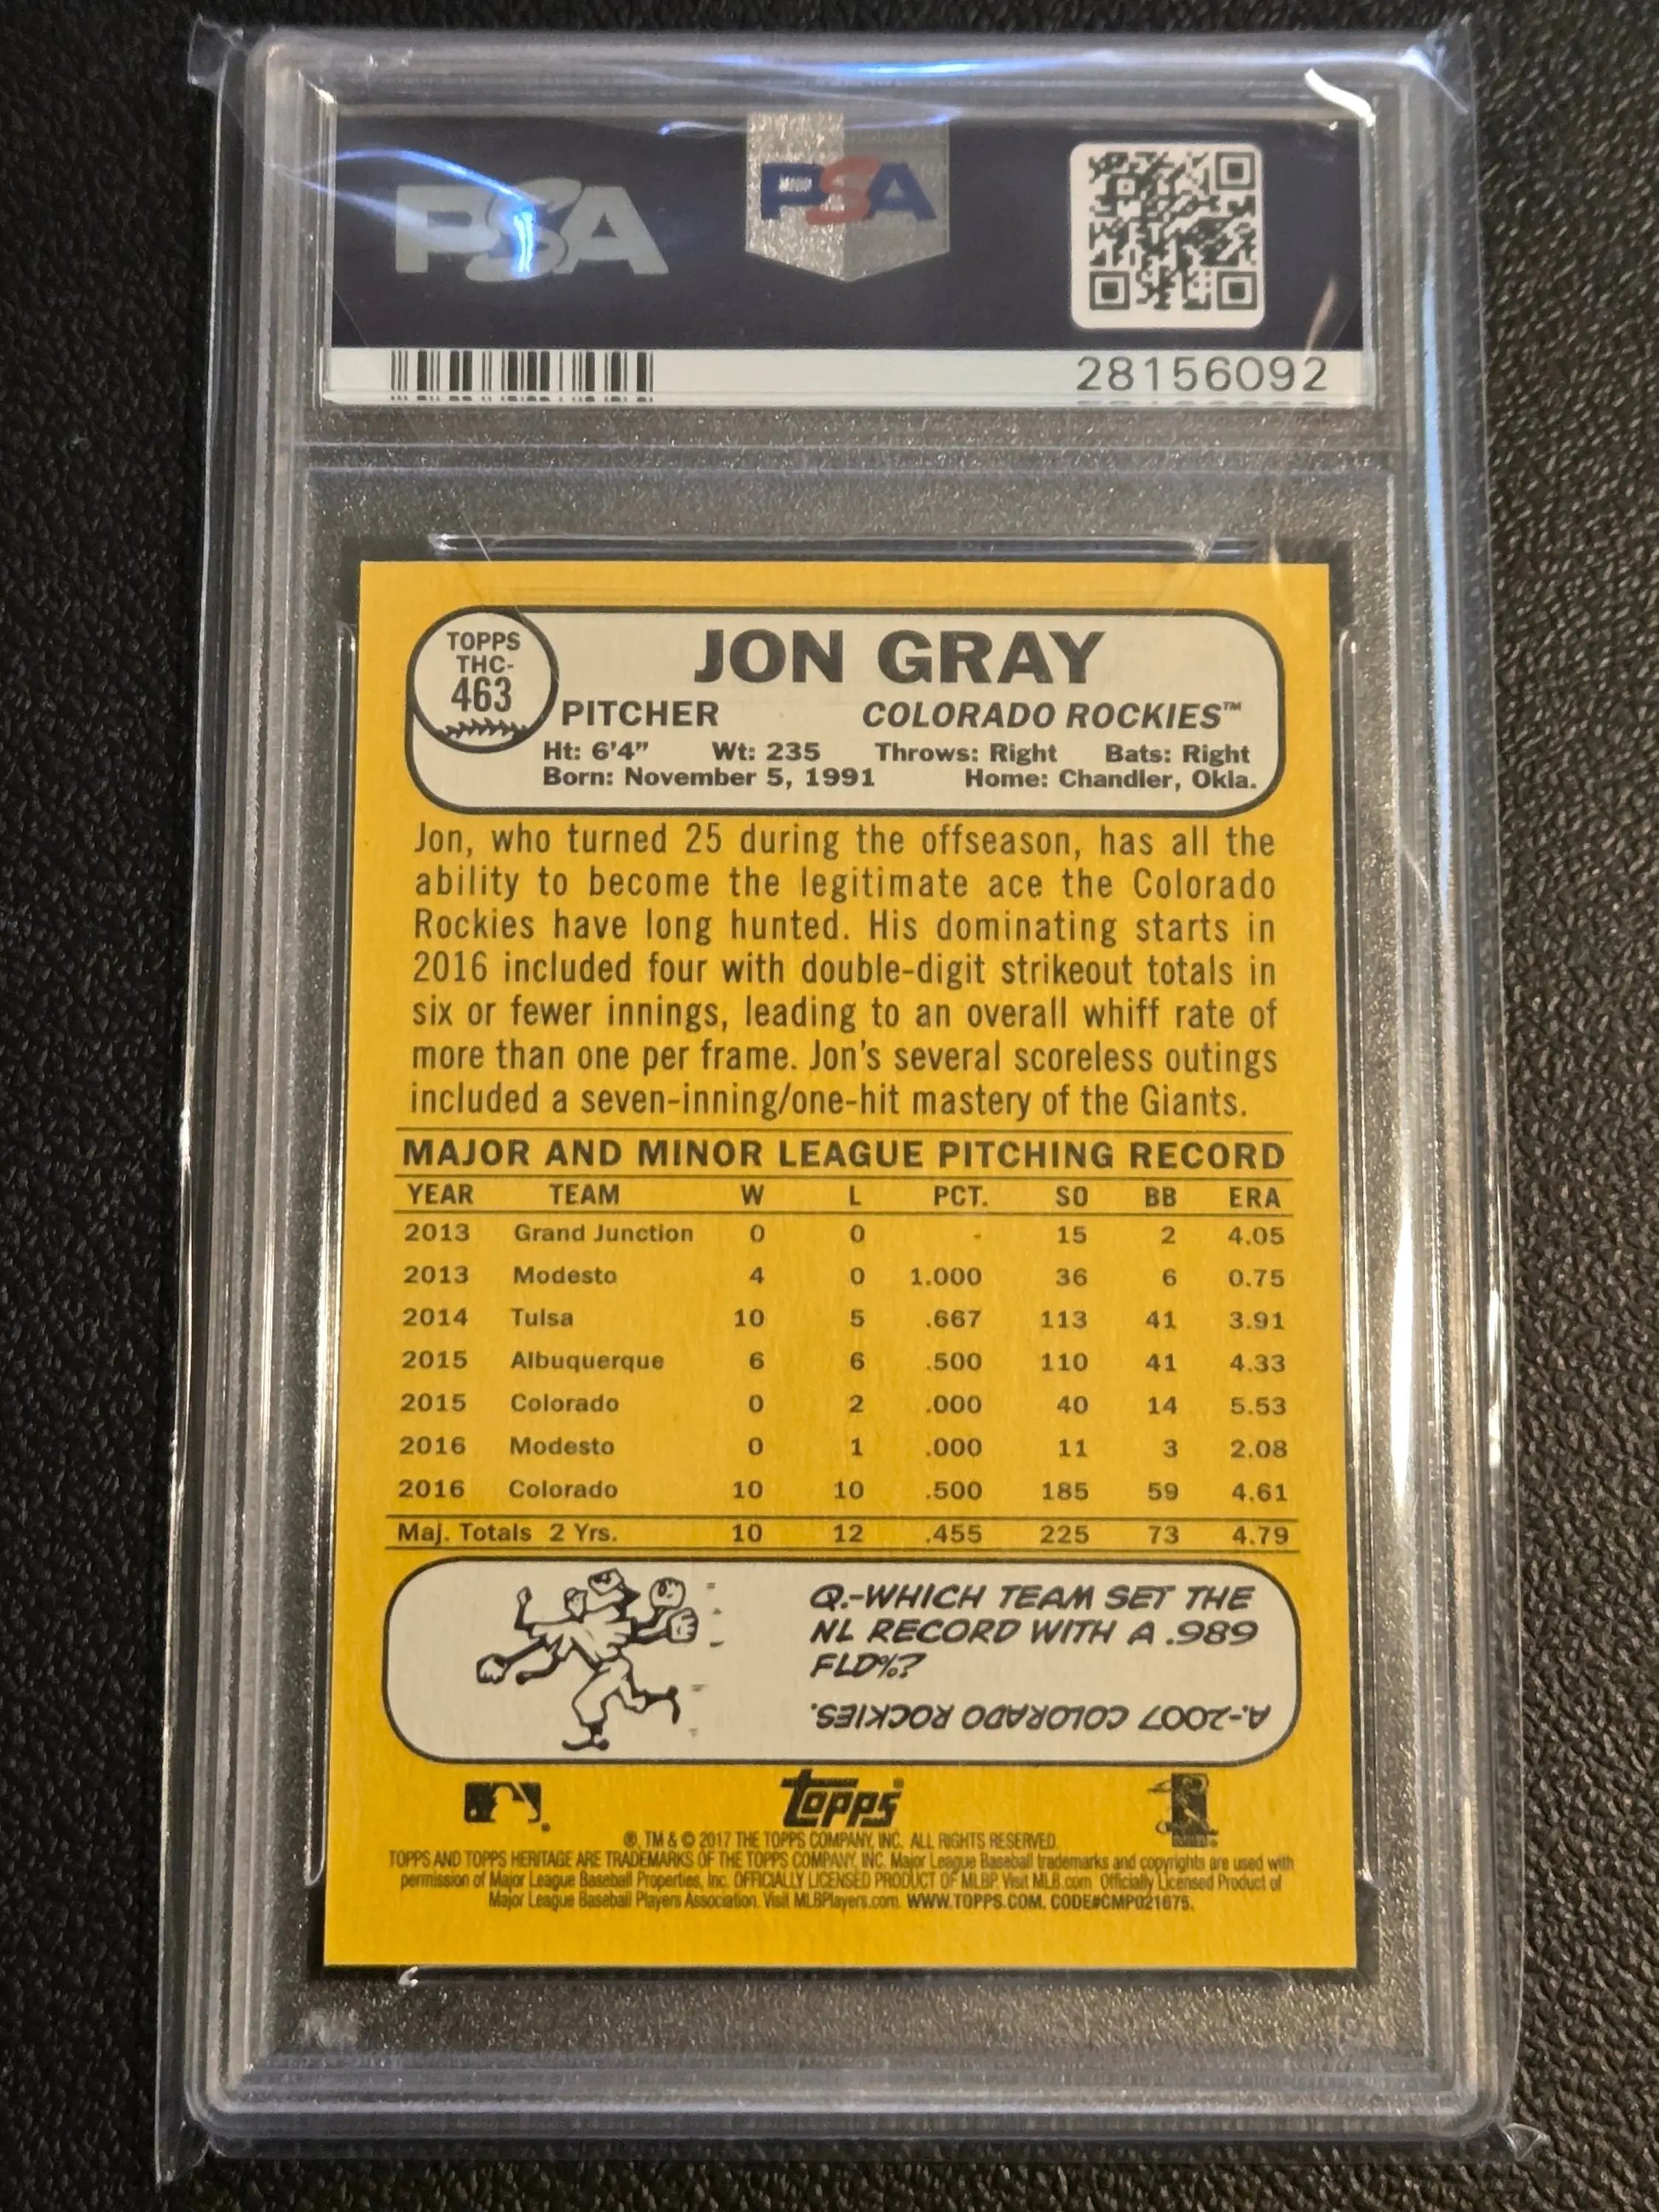 PSA
PSA
28156092
TOPPS
THC-
463
JON GRAY
PITCHER COLORADO ROCKIES™
Ht: 6'4" Wt: 235 Throws: Right Bats: Right
Born: November 5, 1991 Home: Chandler, Okla.
Jon, who turned 25 during the offseason, has all the
ability to become the legitimate ace the Colorado
Rockies have long hunted. His dominating starts in
2016 included four with double-digit strikeout totals in
six or fewer innings, leading to an overall whiff rate of
more than one per frame. Jon's several scoreless outings
included a seven-inning/one-hit mastery of the Giants.
MAJOR AND MINOR LEAGUE PITCHING RECORD
YEAR TEAM W L PCT. SO BB ERA
2013 Grand Junction 0 0 - 15 2 4.05
2013 Modesto 4 0 1.000 36 6 0.75
2014 Tulsa 10 5 .667 113 41 3.91
2015 Albuquerque 6 6 .500 110 41 4.33
2015 Colorado 0 2 .000 40 14 5.53
2016 Modesto 0 1 .000 11 3 2.08
2016 Colorado 10 10 .500 185 59 4.61
Maj. Totals 2 Yrs. 10 12 .455 225 73 4.79
Q.-WHICH TEAM SET THE
NL RECORD WITH A .989
FLD%?
A.-2007 COLORADO ROCKIES.
topps®
®, TM & © 2017 THE TOPPS COMPANY, INC. ALL RIGHTS RESERVED.
TOPPS AND TOPPS HERITAGE ARE TRADEMARKS OF THE TOPPS COMPANY, INC. Major League Baseball trademarks and copyrights are used with
permission of Major League Baseball Properties, Inc. OFFICIALLY LICENSED PRODUCT OF MLBP. Visit MLB.com Officially Licensed Product of
Major League Baseball Players Association. Visit MLBPlayers.com. WWW.TOPPS.COM. CODE#CMP021675.